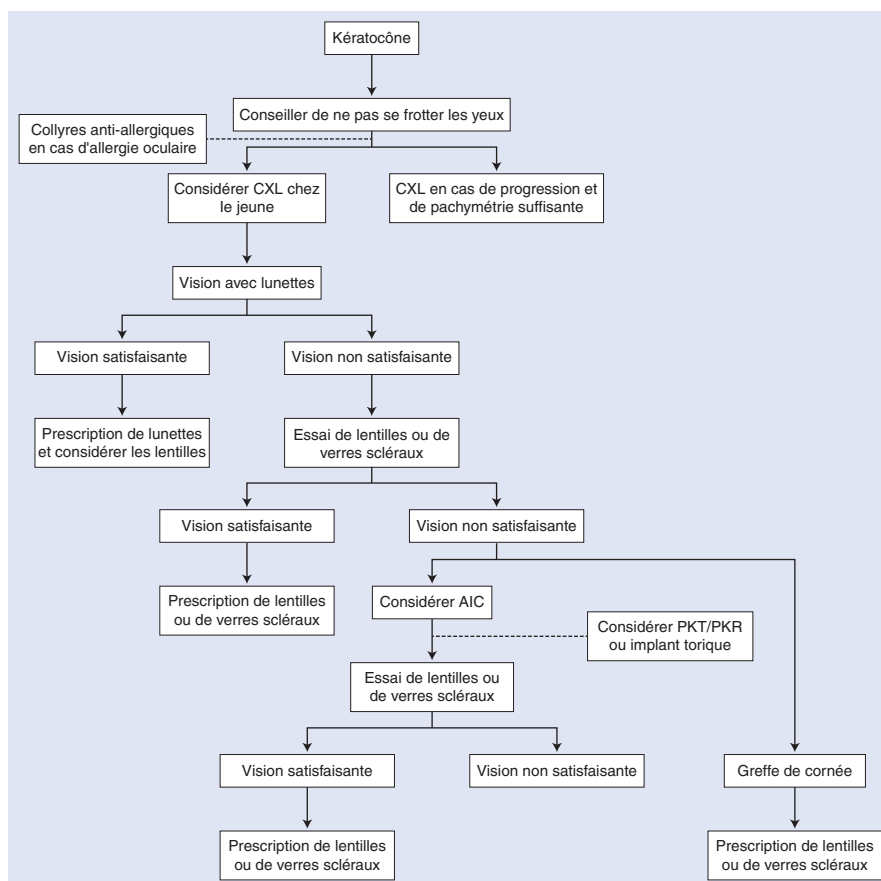 Kératocône
Conseiller de ne pas se frotter les yeux
Collyres anti-allergiques
en cas d'allergie oculaire
Considérer CXL chez
le jeune
CXL en cas de progression et
de pachymétrie suffisante
Vision avec lunettes
Vision satisfaisante
Vision non satisfaisante
Prescription de lunettes
et considérer les lentilles
Essai de lentilles ou de
verres scléraux
Vision satisfaisante
Vision non satisfaisante
Prescription de lentilles
ou de verres scléraux
Considérer AIC
Considérer PKT/PKR
ou implant torique
Essai de lentilles ou
de verres scléraux
Vision satisfaisante
Vision non satisfaisante
Greffe de cornée
Prescription de lentilles
ou de verres scléraux
Prescription de lentilles
ou de verres scléraux